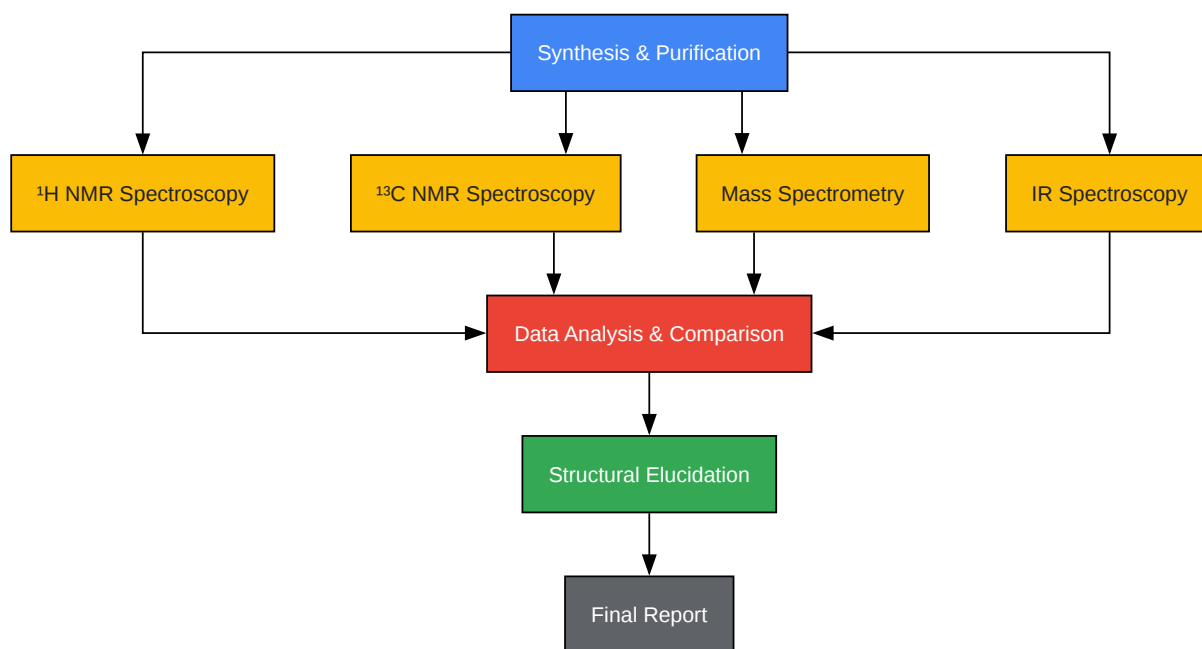 Synthesis & Purification
¹H NMR Spectroscopy
¹³C NMR Spectroscopy
Mass Spectrometry
IR Spectroscopy
Data Analysis & Comparison
Structural Elucidation
Final Report